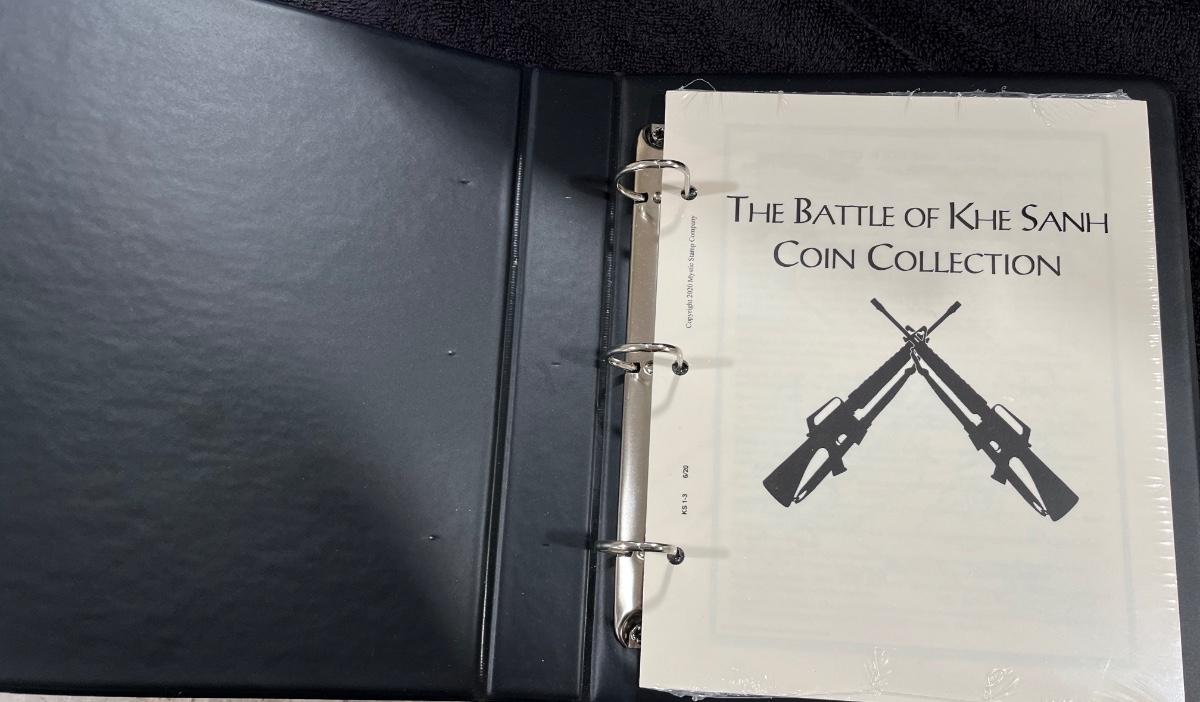 THE BATTLE OF KHE SANH
COIN COLLECTION
Copyright 2020 Mystic Stamp Company
KS 1-3 6/20